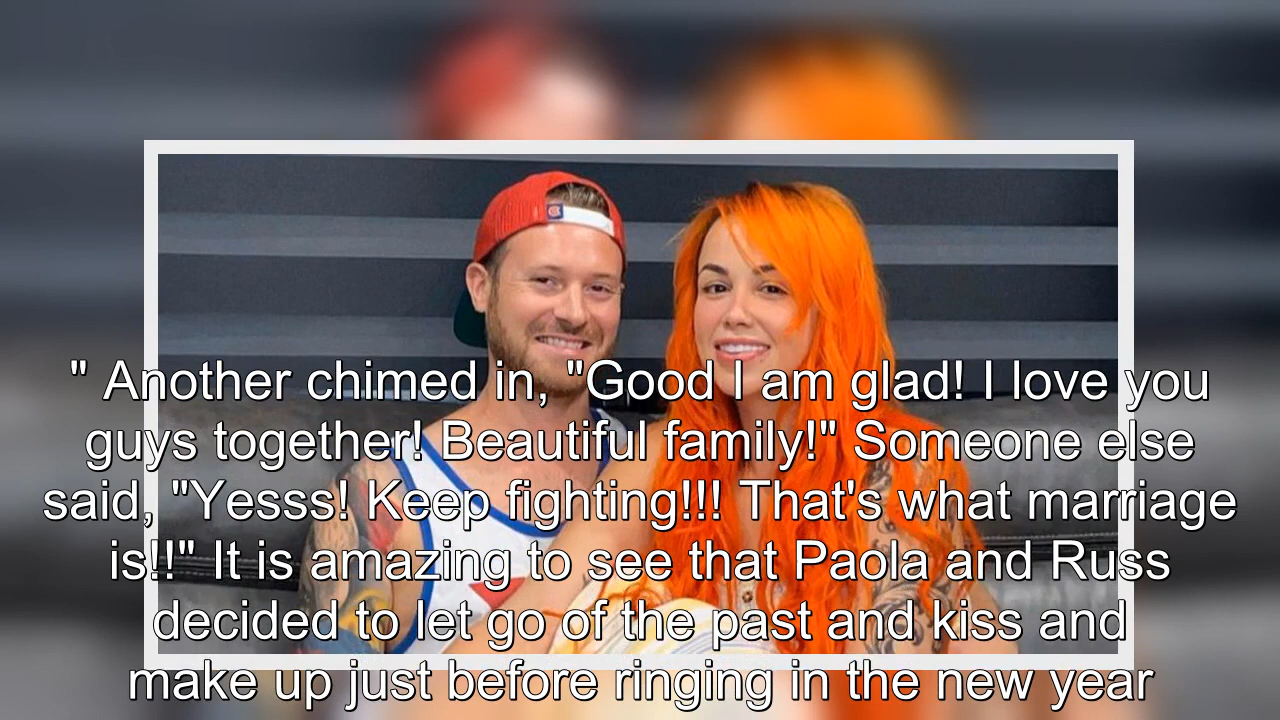 " Another chimed in, "Good I am glad! I love you
guys together! Beautiful family!" Someone else
said, "Yesss! Keep fighting!!! That's what marriage
is!!" It is amazing to see that Paola and Russ
decided to let go of the past and kiss and
make up just before ringing in the new year